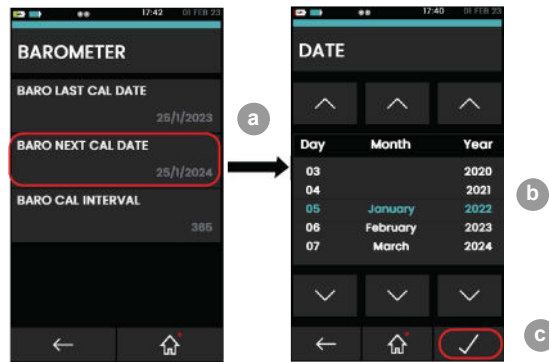 17:42 01 FEB 23
BAROMETER
BARO LAST CAL DATE
25/1/2023
BARO NEXT CAL DATE
25/1/2024
BARO CAL INTERVAL
365
a
17:40 01 FEB 23
DATE
Day Month Year
03 2020
04 2021
05 January 2022
06 February 2023
07 March 2024
b
c